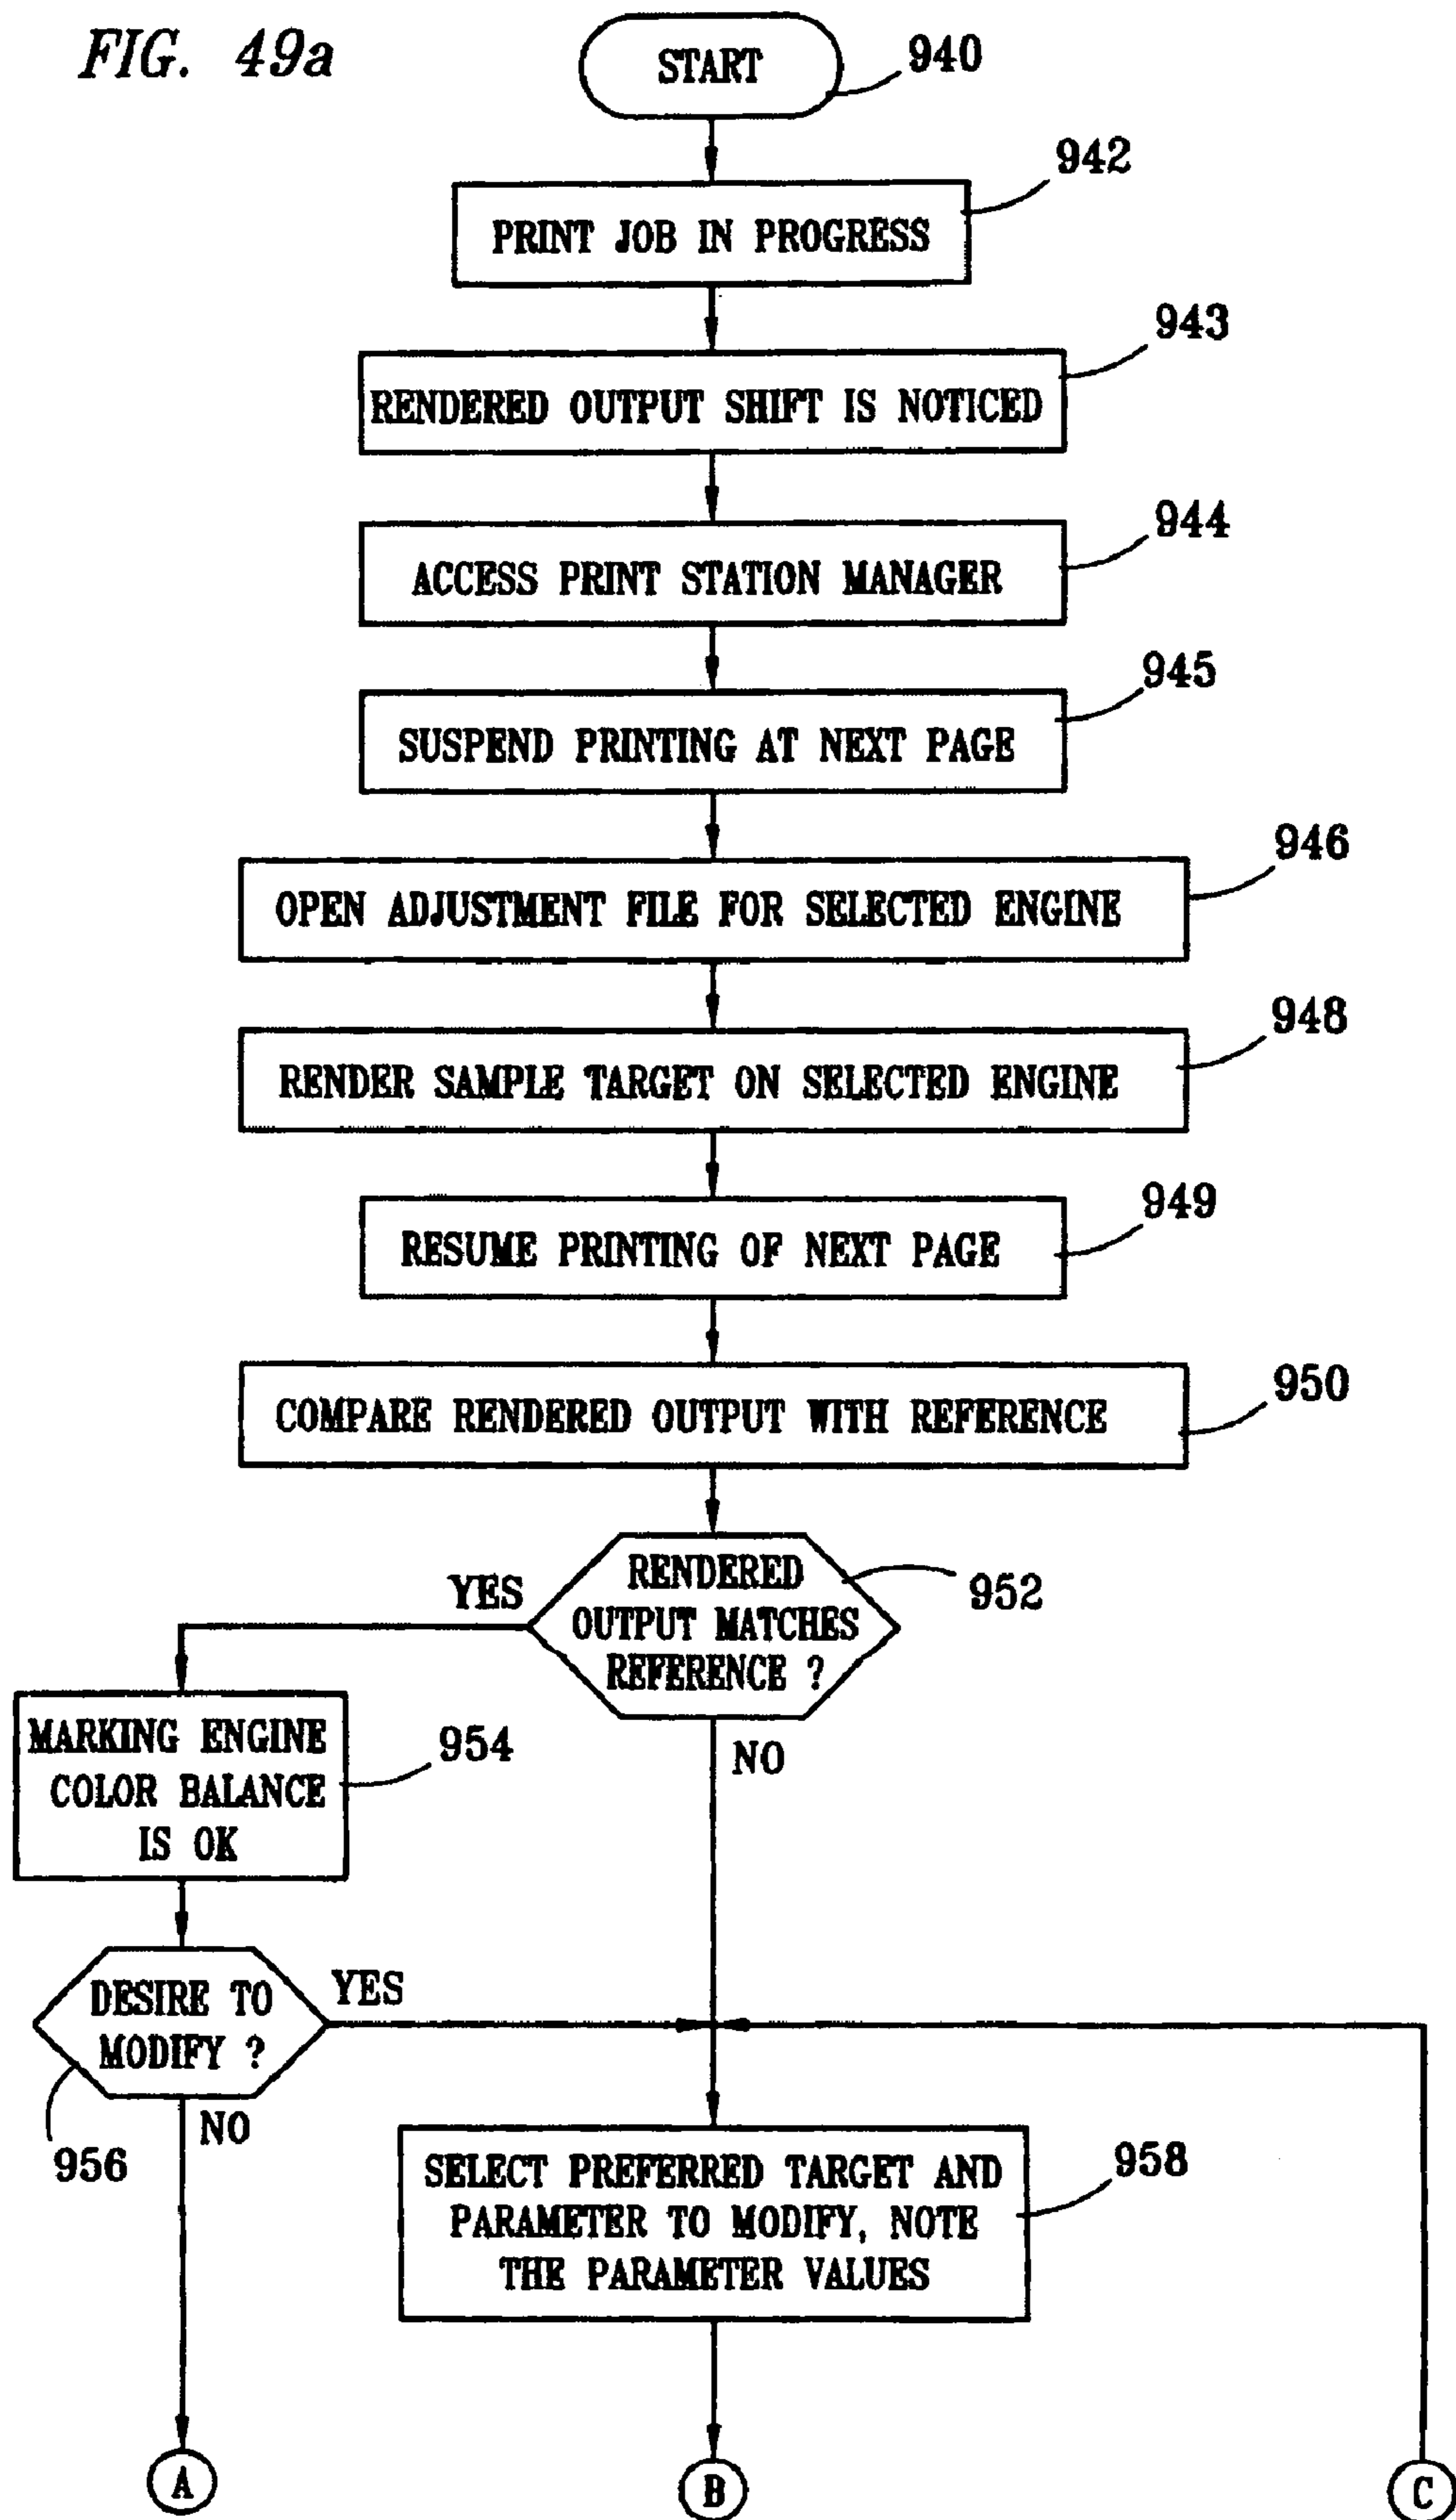 FIG. 49a
START
940
942
PRINT JOB IN PROGRESS
943
RENDERED OUTPUT SHIFT IS NOTICED
944
ACCESS PRINT STATION MANAGER
945
SUSPEND PRINTING AT NEXT PAGE
946
OPEN ADJUSTMENT FILE FOR SELECTED ENGINE
948
RENDER SAMPLE TARGET ON SELECTED ENGINE
949
RESUME PRINTING OF NEXT PAGE
950
COMPARE RENDERED OUTPUT WITH REFERENCE
YES
RENDERED
OUTPUT MATCHES
REFERENCE ?
952
NO
MARKING ENGINE
COLOR BALANCE
IS OK
954
DESIRE TO
MODIFY ?
YES
956
NO
SELECT PREFERRED TARGET AND
PARAMETER TO MODIFY, NOTE
THE PARAMETER VALUES
958
A
B
C